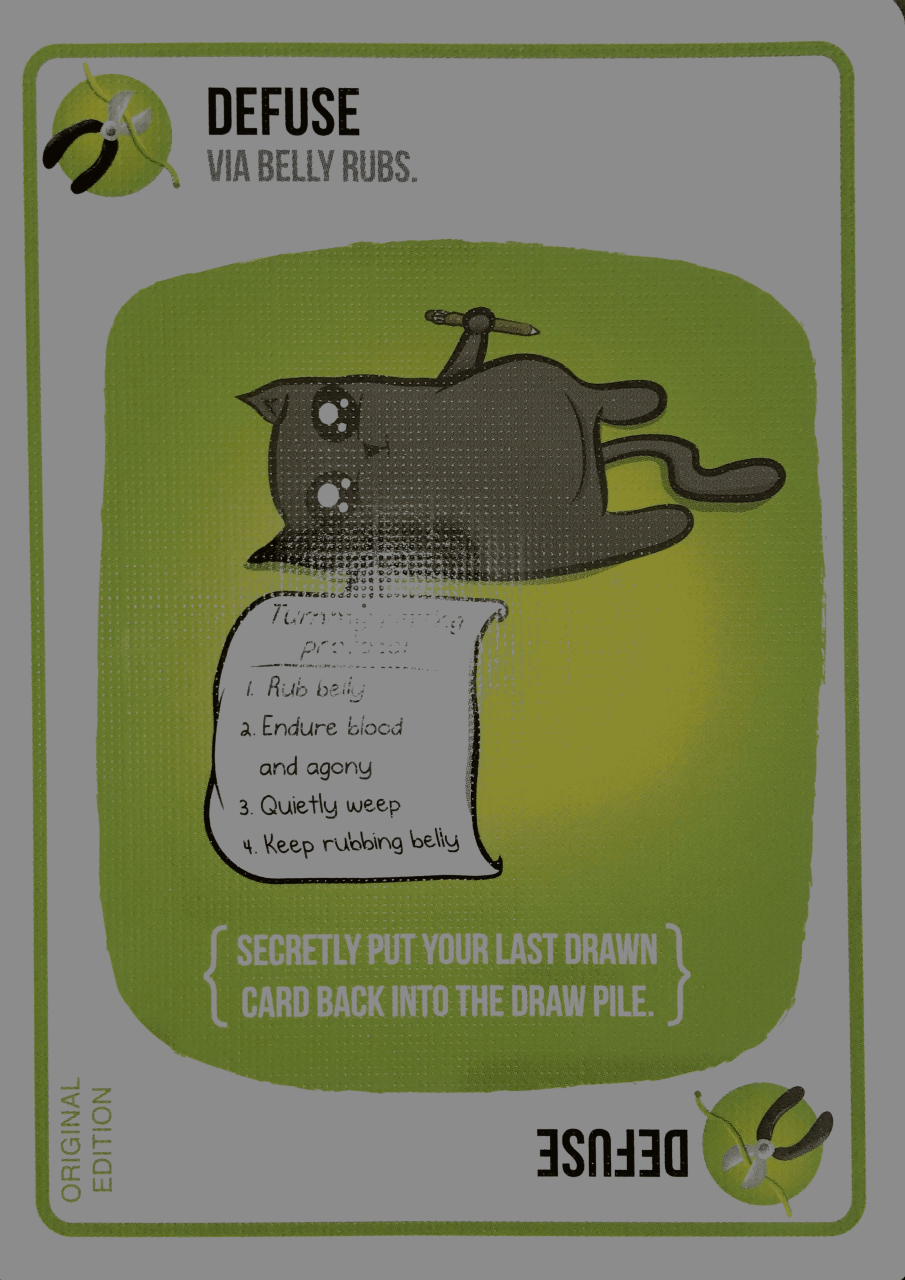 DEFUSE
VIA BELLY RUBS.
1. Rub belly
2. Endure blood
and agony
3. Quietly weep
4. Keep rubbing belly
{ SECRETLY PUT YOUR LAST DRAWN
CARD BACK INTO THE DRAW PILE. }
ORIGINAL
EDITION
DEFUSE